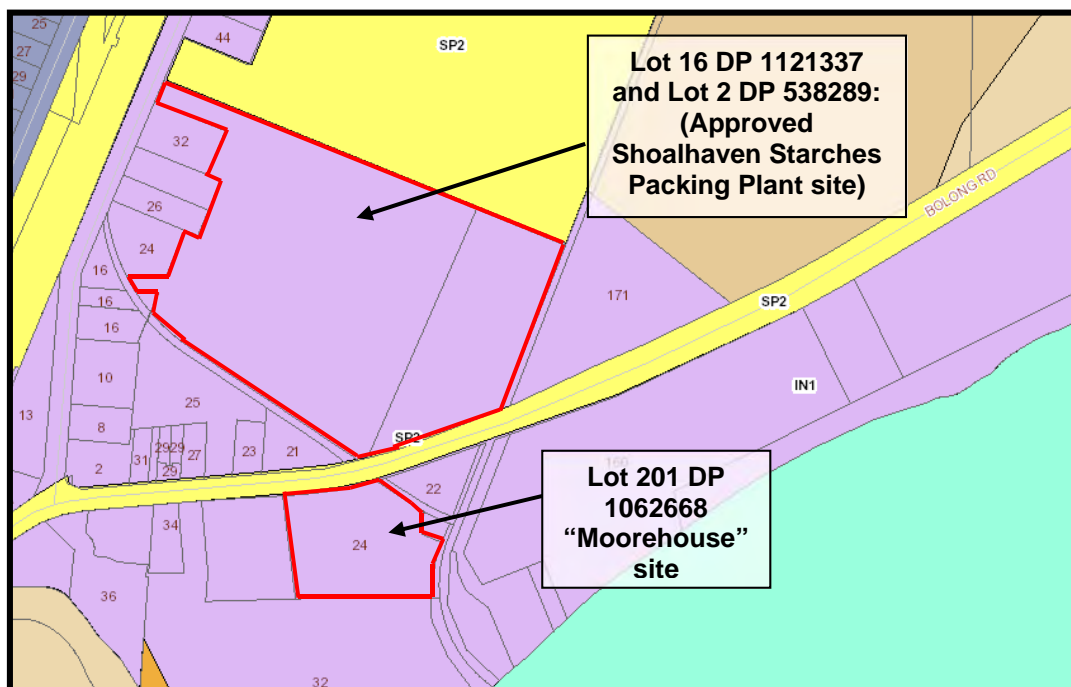 25
27
29
44
SP2
Lot 16 DP 1121337
and Lot 2 DP 538289:
(Approved
Shoalhaven Starches
Packing Plant site)
32
26
24
16
16
16
10
8
2
13
25
31
29
29
29
27
23
21
SP2
171
BOLONG RD
SP2
IN1
22
Lot 201 DP
1062668
“Moorehouse”
site
24
34
36
32